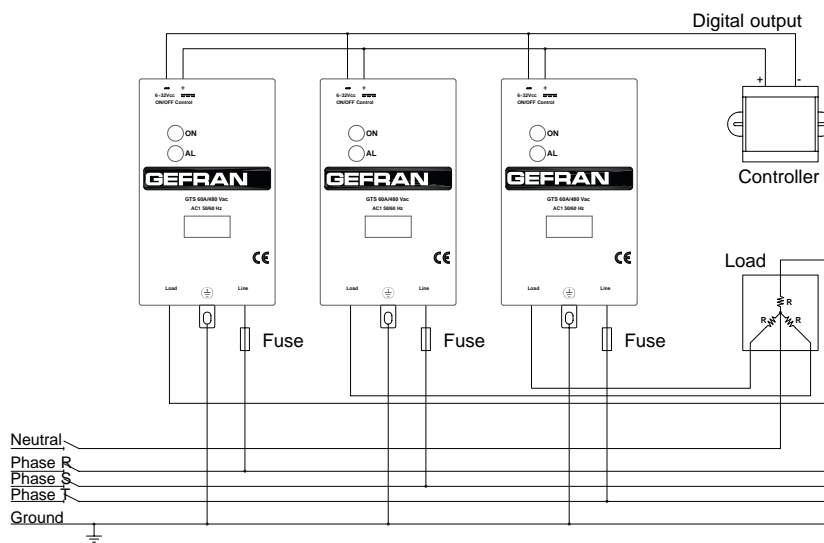 Digital output
- +
6-32Vcc
ON/OFF Control
ON
AL
GEFRAN
GTS 60A/480 Vac
AC1 50/60 Hz
CE
Load Line
Fuse
- +
6-32Vcc
ON/OFF Control
ON
AL
GEFRAN
GTS 60A/480 Vac
AC1 50/60 Hz
CE
Load Line
Fuse
- +
6-32Vcc
ON/OFF Control
ON
AL
GEFRAN
GTS 60A/480 Vac
AC1 50/60 Hz
CE
Load Line
Fuse
+ -
Controller
Load
R
R R
Neutral
Phase R
Phase S
Phase T
Ground